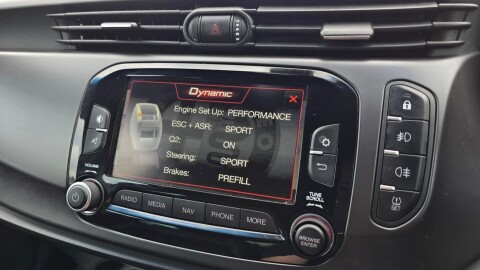 Dynamic
Engine Set Up: PERFORMANCE
ESC + ASR: SPORT
Q2: ON
Steering: SPORT
Brakes: PREFILL
VOLUME
TUNE
SCROLL
RADIO MEDIA NAV PHONE MORE
BROWSE
ENTER
SET